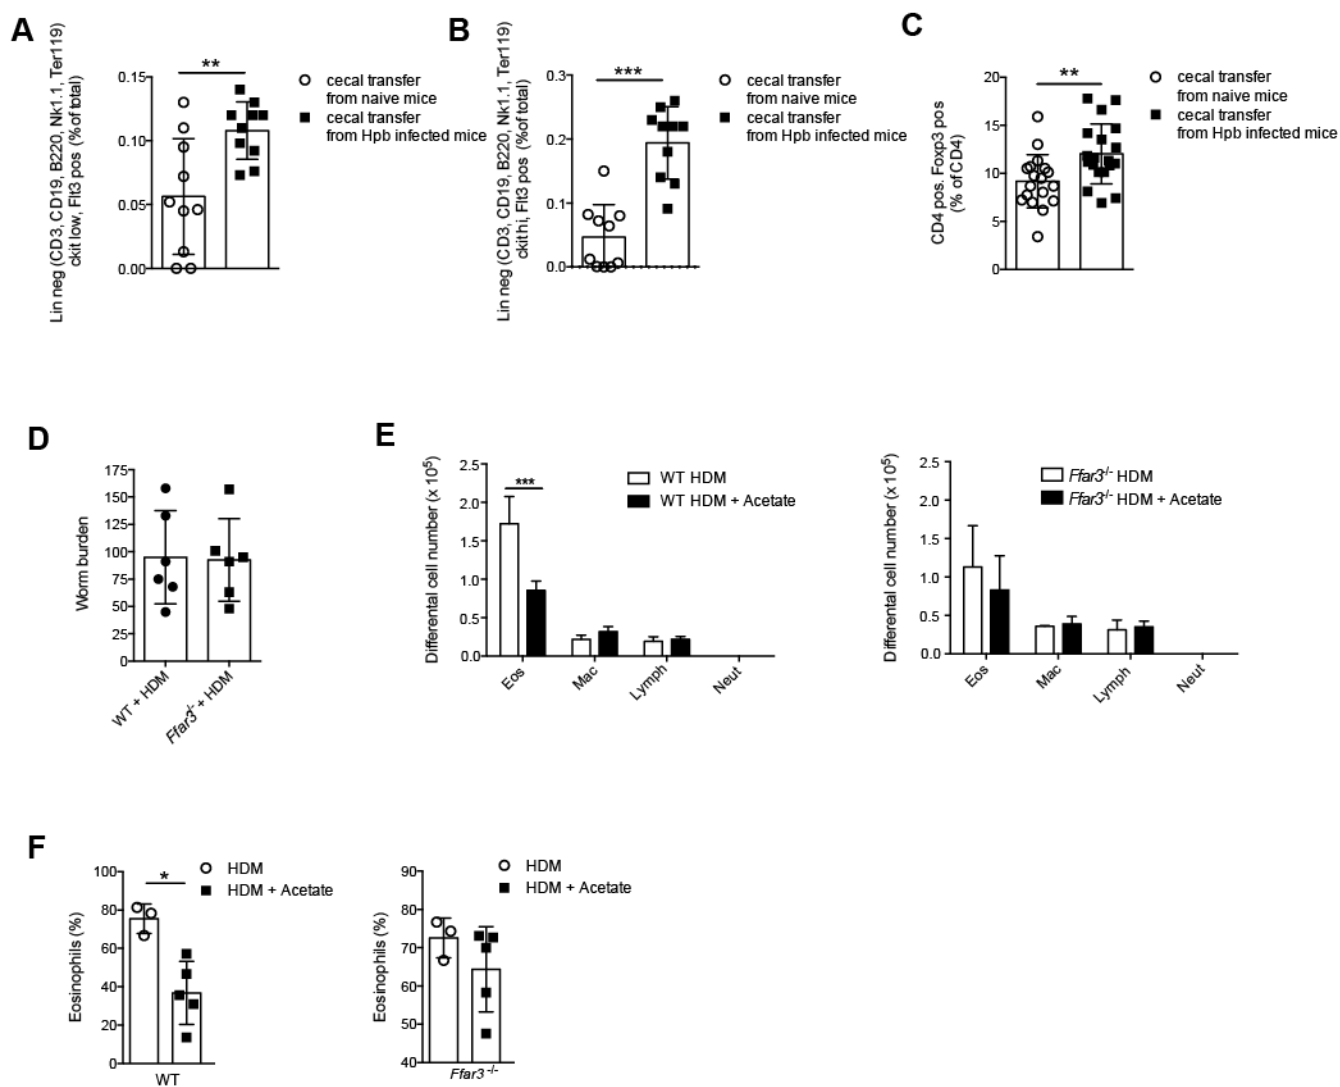 A
Lin neg (CD3, CD19, B220, Nk1.1, Ter119)
ckit low, Flt3 pos (%of total)
0.15
0.10
0.05
0.00
**
cecal transfer
from naive mice
cecal transfer
from Hpb infected mice
B
Lin neg (CD3, CD19, B220, Nk1.1, Ter119)
ckit hi, Flt3 pos (%of total)
0.3
0.2
0.1
0.0
***
cecal transfer
from naive mice
cecal transfer
from Hpb infected mice
C
CD4 pos, Foxp3 pos
(% of CD4)
20
15
10
5
0
**
cecal transfer
from naive mice
cecal transfer
from Hpb infected mice
D
Worm burden
175
150
125
100
75
50
25
0
WT + HDM
Ffar3-/- + HDM
E
Differental cell number (x 10⁵)
2.5
2.0
1.5
1.0
0.5
0.0
***
WT HDM
WT HDM + Acetate
Eos
Mac
Lymph
Neut
Differental cell number (x 10⁵)
2.5
2.0
1.5
1.0
0.5
0.0
Ffar3-/- HDM
Ffar3-/- HDM + Acetate
Eos
Mac
Lymph
Neut
F
Eosinophils (%)
100
80
60
40
20
0
*
HDM
HDM + Acetate
WT
Eosinophils (%)
90
80
70
60
50
40
HDM
HDM + Acetate
Ffar3-/-